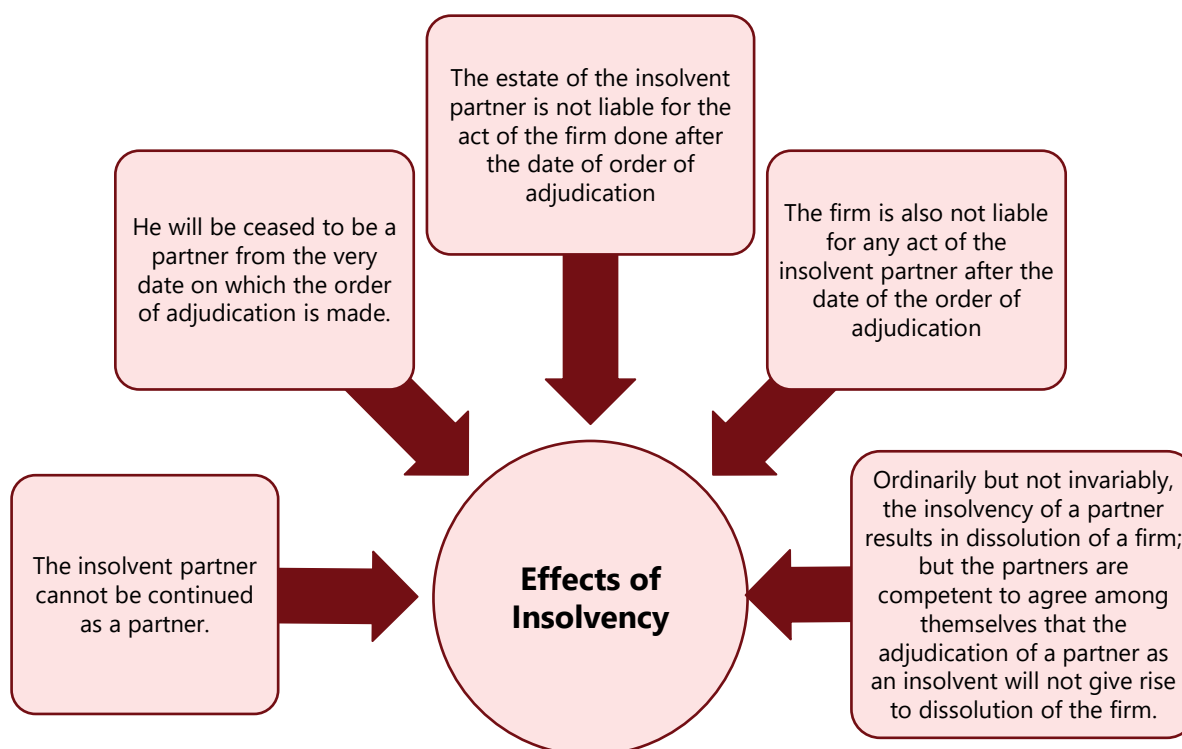 The estate of the insolvent
partner is not liable for the
act of the firm done after
the date of order of
adjudication
He will be ceased to be a
partner from the very
date on which the order
of adjudication is made.
The firm is also not liable
for any act of the
insolvent partner after the
date of the order of
adjudication
The insolvent partner
cannot be continued
as a partner.
Effects of
Insolvency
Ordinarily but not invariably,
the insolvency of a partner
results in dissolution of a firm;
but the partners are
competent to agree among
themselves that the
adjudication of a partner as
an insolvent will not give rise
to dissolution of the firm.